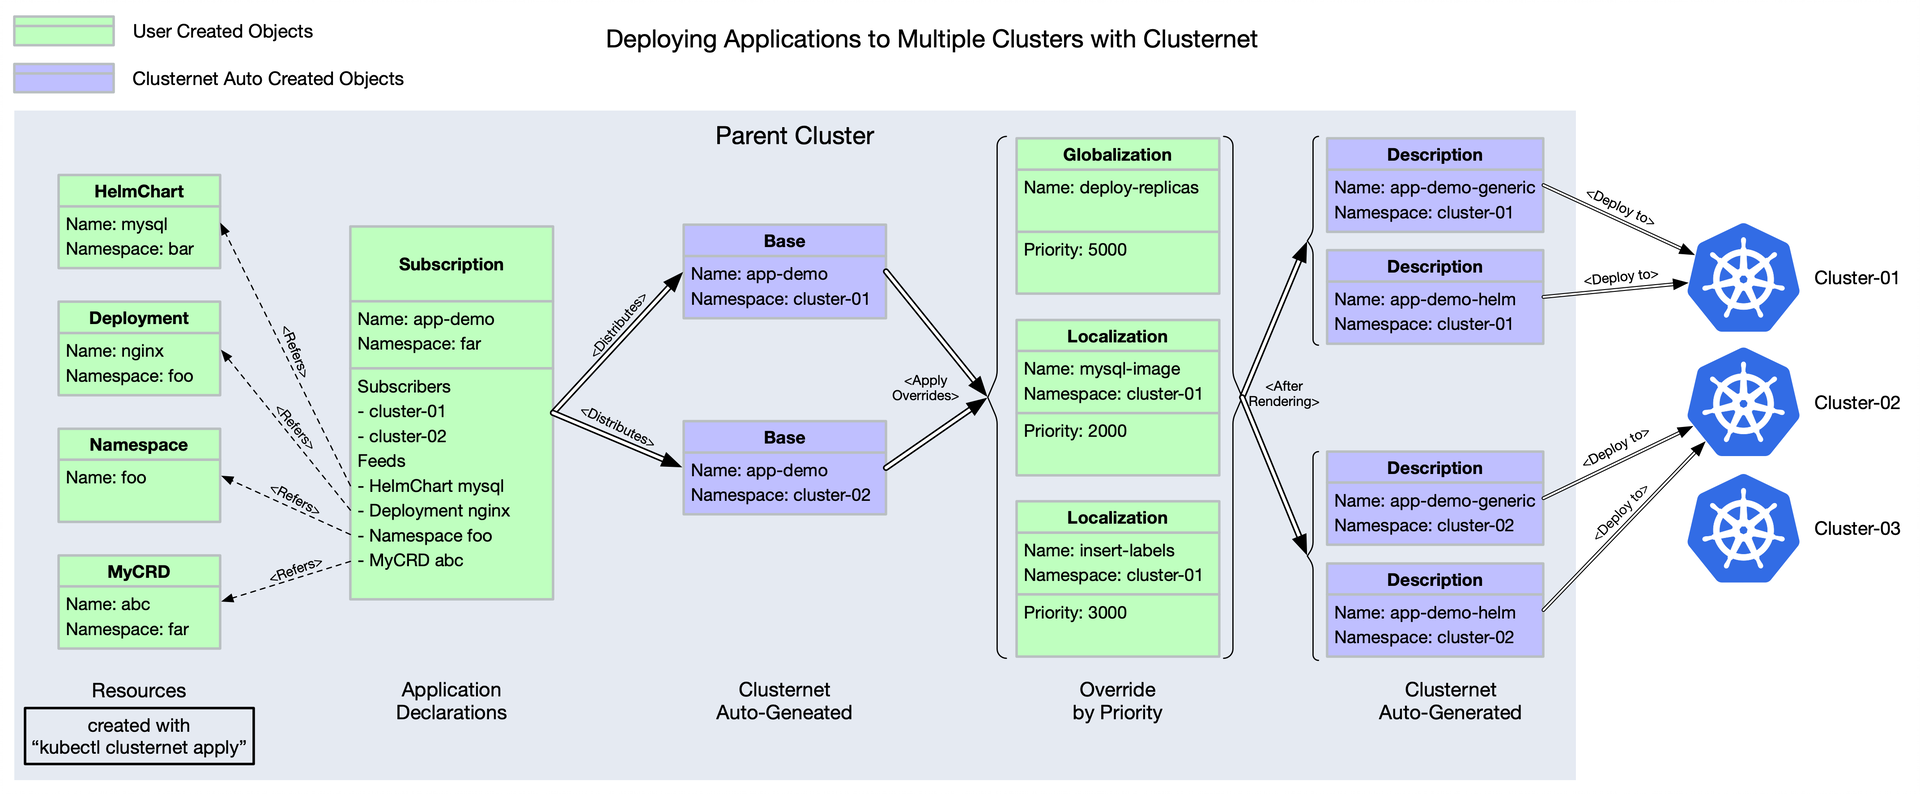 User Created Objects
Clusternet Auto Created Objects
Deploying Applications to Multiple Clusters with Clusternet
Parent Cluster
HelmChart
Name: mysql
Namespace: bar
Deployment
Name: nginx
Namespace: foo
Namespace
Name: foo
MyCRD
Name: abc
Namespace: far
Resources
created with
“kubectl clusternet apply”
<Refers>
<Refers>
<Refers>
<Refers>
Subscription
Name: app-demo
Namespace: far
Subscribers
- cluster-01
- cluster-02
Feeds
- HelmChart mysql
- Deployment nginx
- Namespace foo
- MyCRD abc
Application
Declarations
<Distributes>
<Distributes>
Base
Name: app-demo
Namespace: cluster-01
Base
Name: app-demo
Namespace: cluster-02
Clusternet
Auto-Geneated
<Apply
Overrides>
Globalization
Name: deploy-replicas
Priority: 5000
Localization
Name: mysql-image
Namespace: cluster-01
Priority: 2000
Localization
Name: insert-labels
Namespace: cluster-01
Priority: 3000
Override
by Priority
<After
Rendering>
Description
Name: app-demo-generic
Namespace: cluster-01
Description
Name: app-demo-helm
Namespace: cluster-01
Description
Name: app-demo-generic
Namespace: cluster-02
Description
Name: app-demo-helm
Namespace: cluster-02
Clusternet
Auto-Generated
<Deploy to>
<Deploy to>
<Deploy to>
<Deploy to>
Cluster-01
Cluster-02
Cluster-03